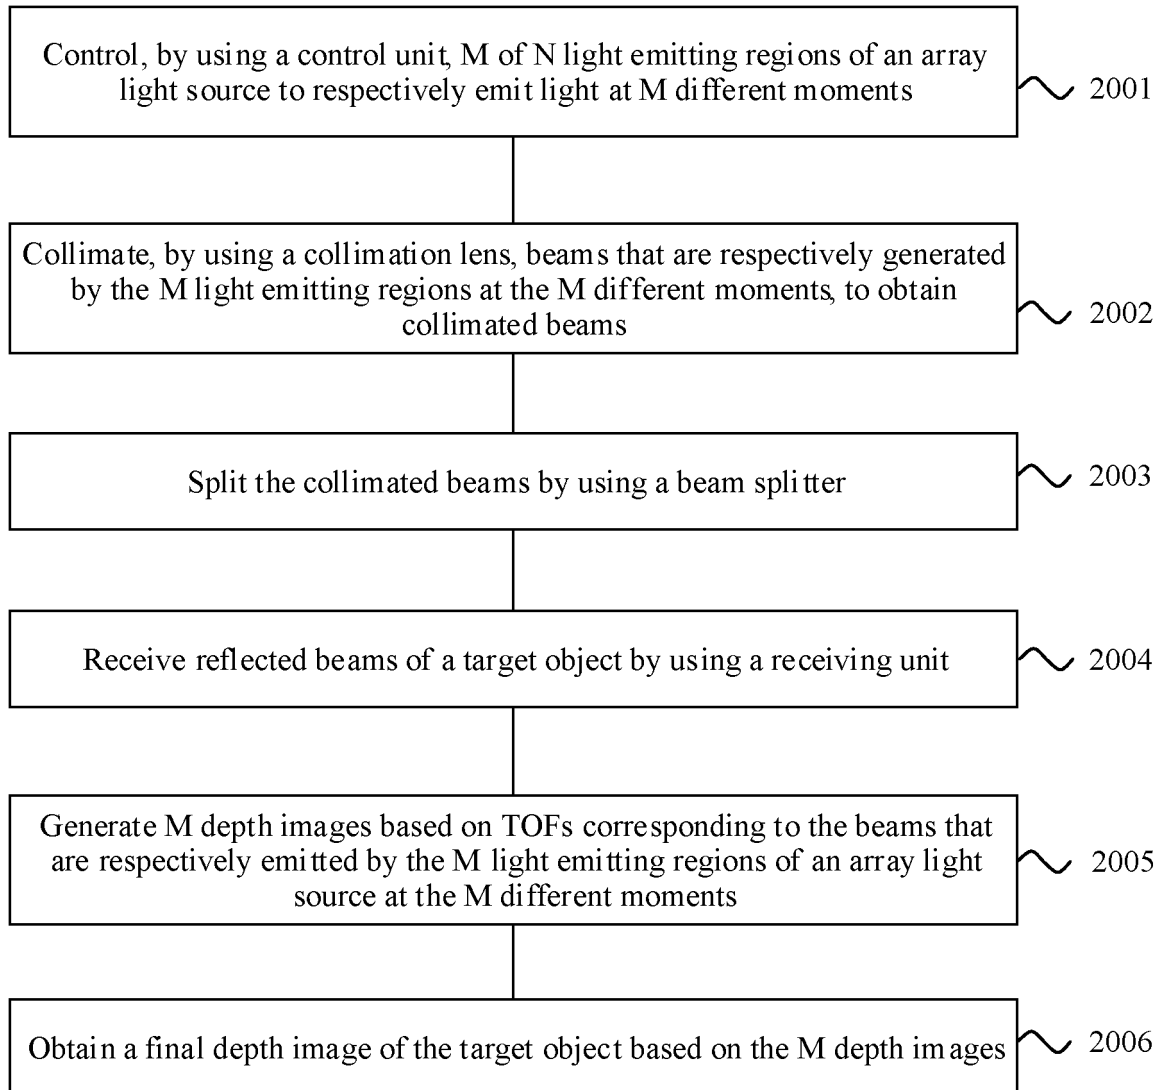 Control, by using a control unit, M of N light emitting regions of an array
light source to respectively emit light at M different moments
2001
Collimate, by using a collimation lens, beams that are respectively generated
by the M light emitting regions at the M different moments, to obtain
collimated beams
2002
Split the collimated beams by using a beam splitter
2003
Receive reflected beams of a target object by using a receiving unit
2004
Generate M depth images based on TOFs corresponding to the beams that
are respectively emitted by the M light emitting regions of an array light
source at the M different moments
2005
Obtain a final depth image of the target object based on the M depth images
2006